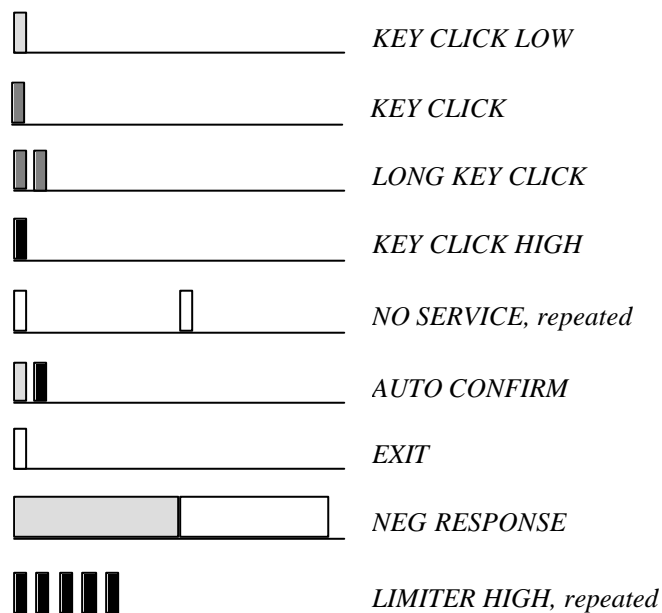 KEY CLICK LOW
KEY CLICK
LONG KEY CLICK
KEY CLICK HIGH
NO SERVICE, repeated
AUTO CONFIRM
EXIT
NEG RESPONSE
LIMITER HIGH, repeated